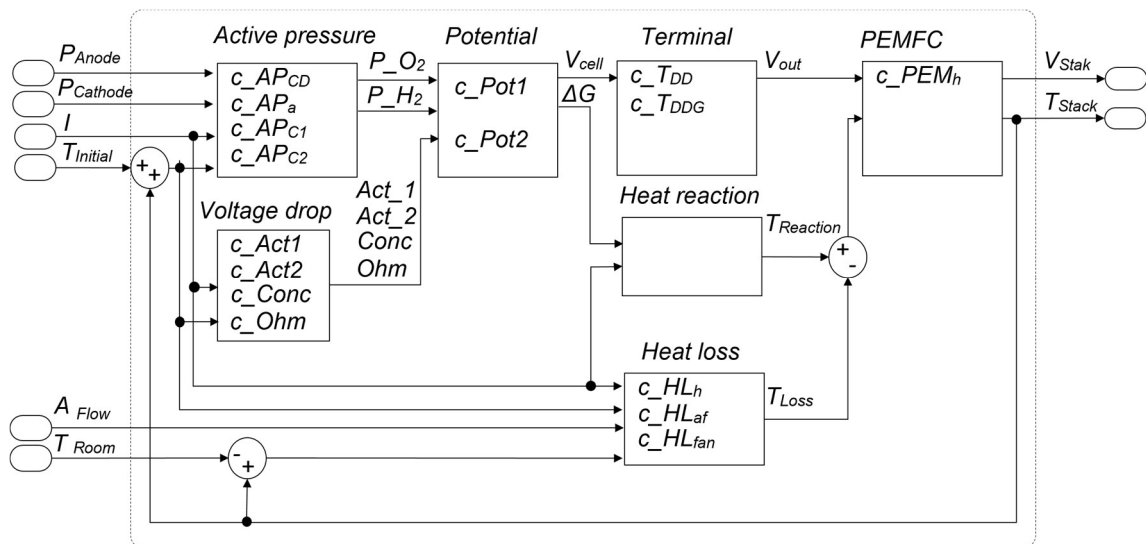 Active pressure
Potential
Terminal
PEMFC
P_Anode
P_Cathode
I
T_Initial
c_AP_CD
c_AP_a
c_AP_C1
c_AP_C2
P_O₂
P_H₂
c_Pot1
c_Pot2
V_cell
ΔG
c_T_DD
c_T_DDG
V_out
c_PEM_h
V_Stak
T_Stack
+
+
Voltage drop
c_Act1
c_Act2
c_Conc
c_Ohm
Act_1
Act_2
Conc
Ohm
Heat reaction
T_Reaction
+
-
Heat loss
c_HL_h
c_HL_af
c_HL_fan
T_Loss
A Flow
T Room
-
+